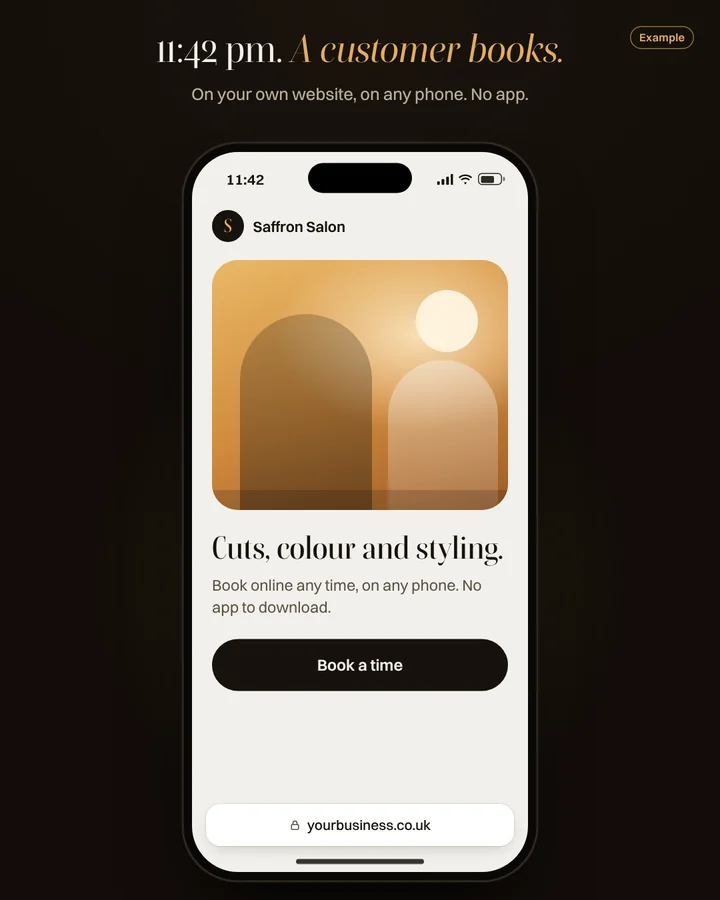 11:42 pm. A customer books.
Example
On your own website, on any phone. No app.
11:42
S
Saffron Salon
Cuts, colour and styling.
Book online any time, on any phone. No
app to download.
Book a time
yourbusiness.co.uk